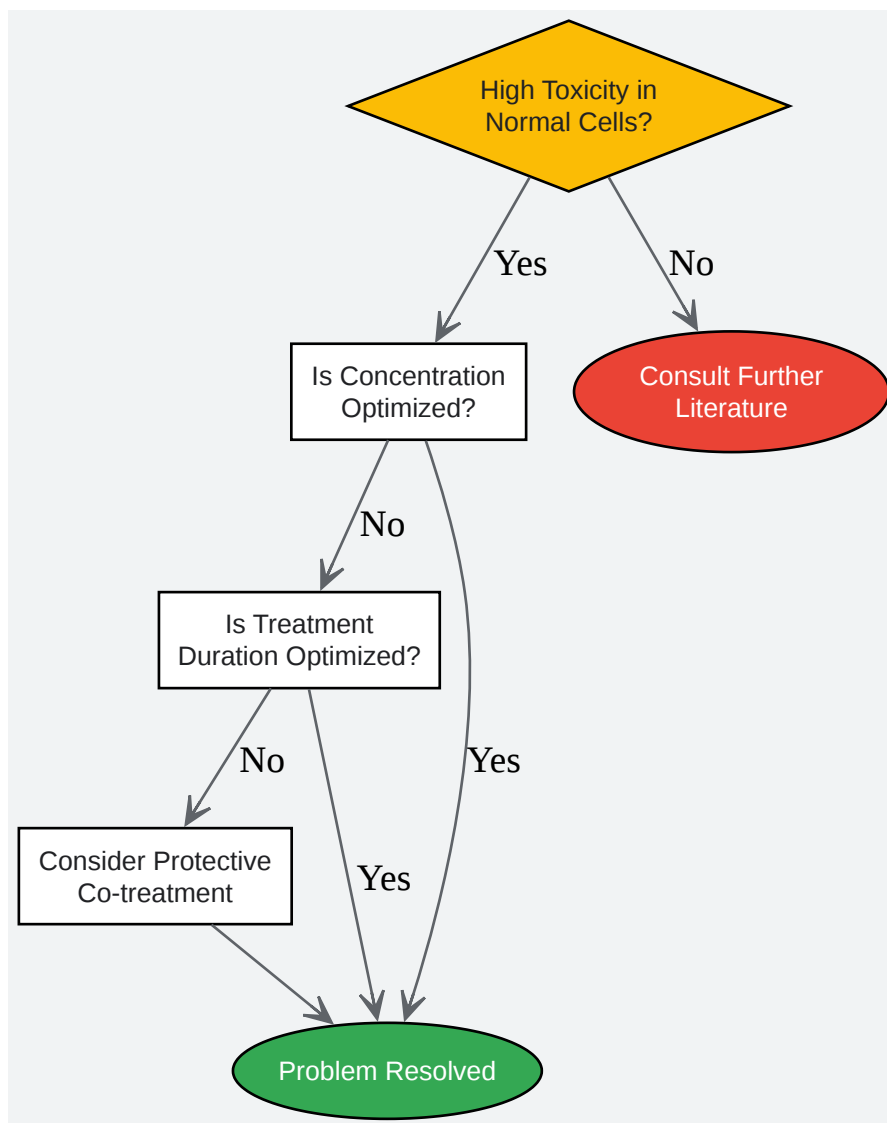 High Toxicity in
Normal Cells?
Yes
No
Is Concentration
Optimized?
Consult Further
Literature
No
Is Treatment
Duration Optimized?
No
Yes
Consider Protective
Co-treatment
Yes
Problem Resolved